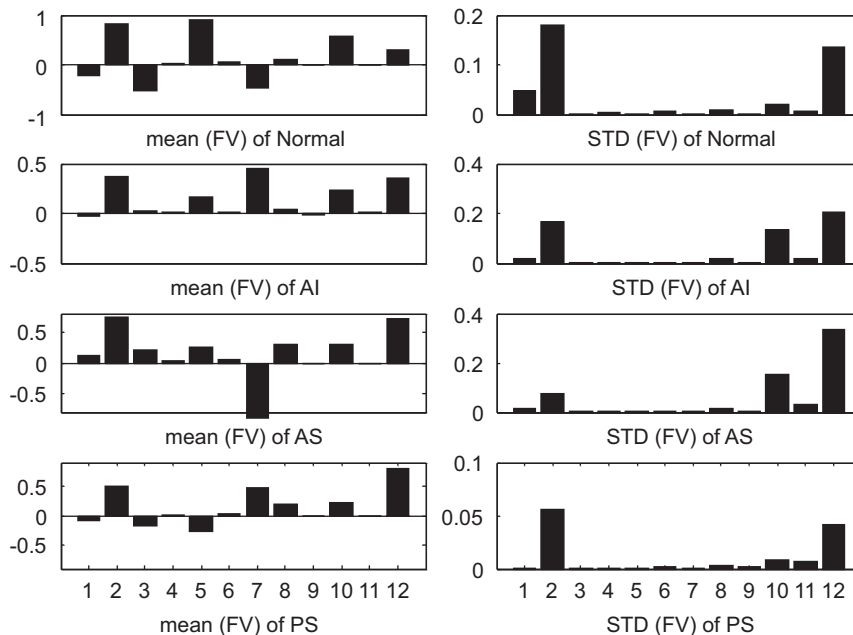 1
0
-1
mean (FV) of Normal
0.2
0.1
0
STD (FV) of Normal
0.5
0
-0.5
mean (FV) of AI
0.4
0.2
0
STD (FV) of AI
0.5
0
-0.5
mean (FV) of AS
0.4
0.2
0
STD (FV) of AS
0.5
0
-0.5
1 2 3 4 5 6 7 8 9 10 11 12
mean (FV) of PS
0.1
0.05
0
1 2 3 4 5 6 7 8 9 10 11 12
STD (FV) of PS